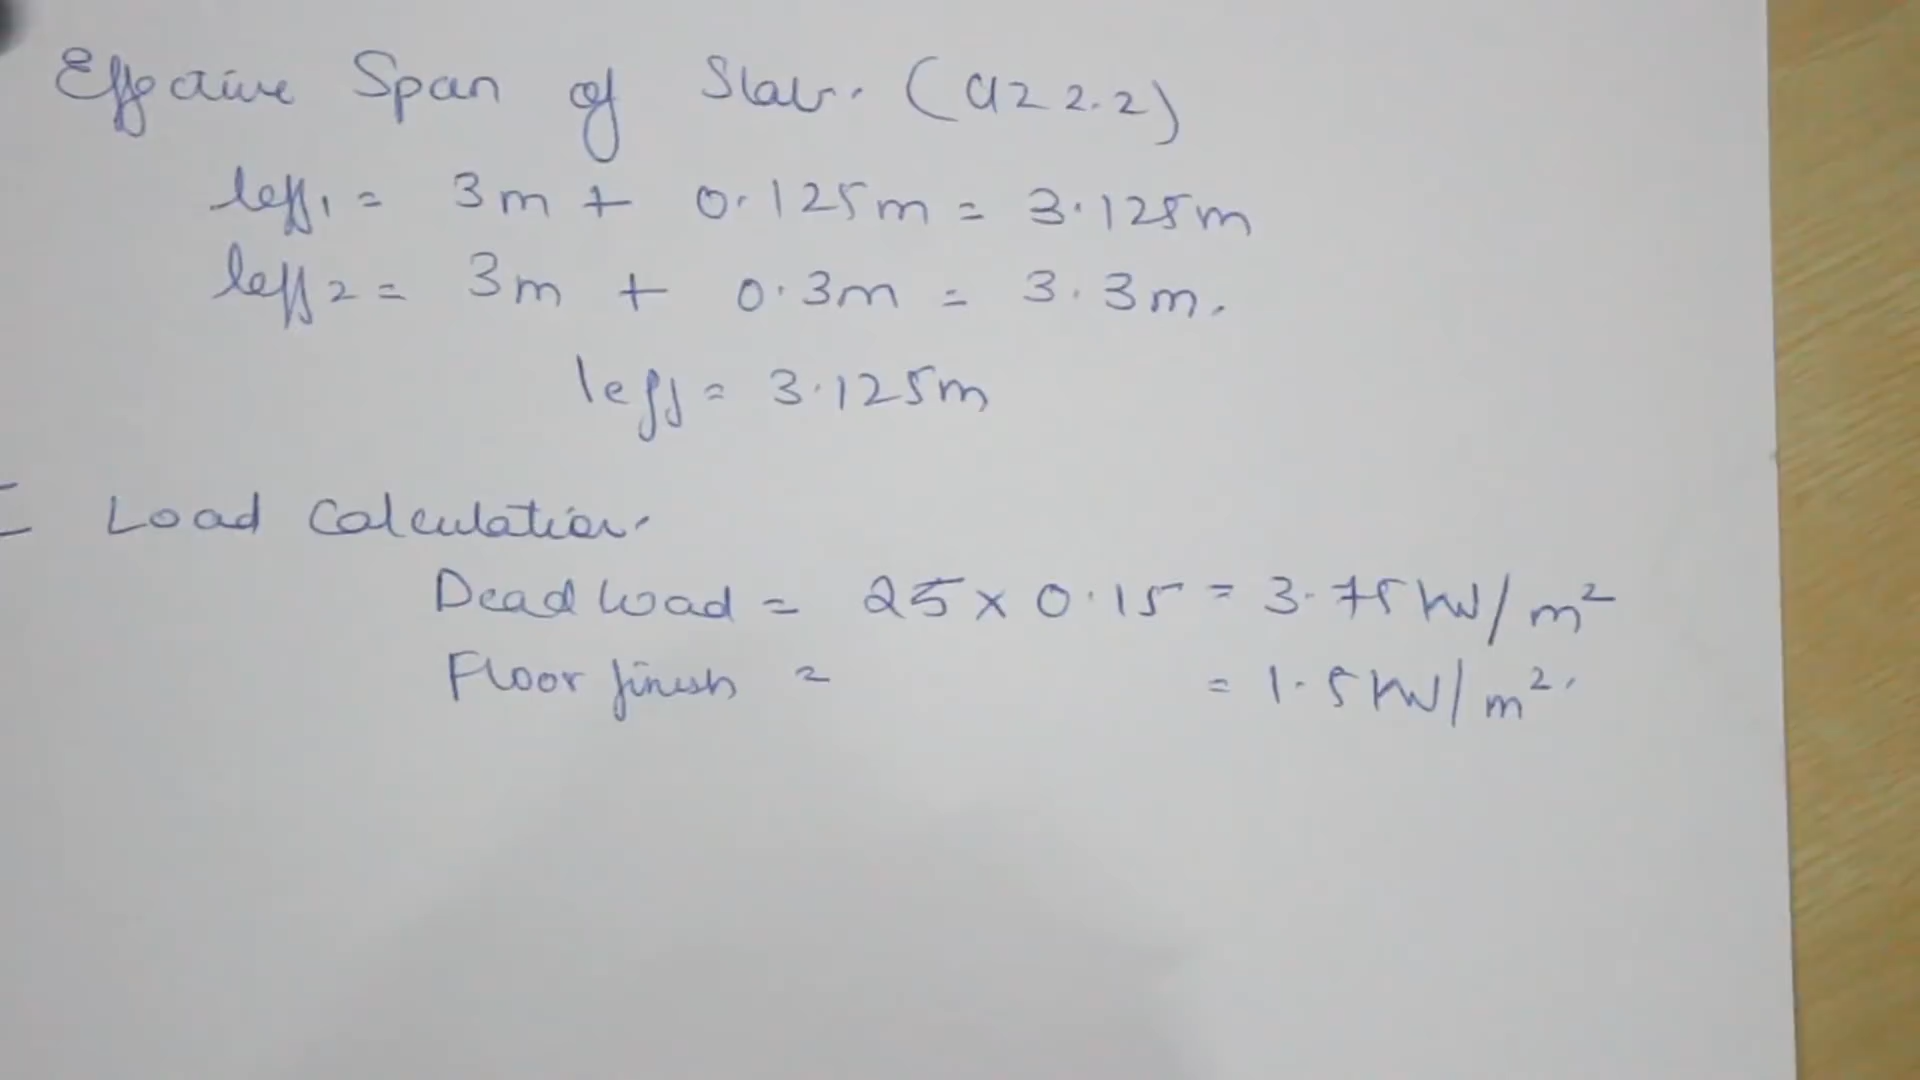 Effective Span of Slab. (Cl 22.2)
leff1 = 3m + 0.125m = 3.125m
leff2 = 3m + 0.3m = 3.3m.
leff = 3.125m
Load Calculation.
Dead load = 25 x 0.15 = 3.75 kN/m²
Floor finish = = 1.5 kN/m².